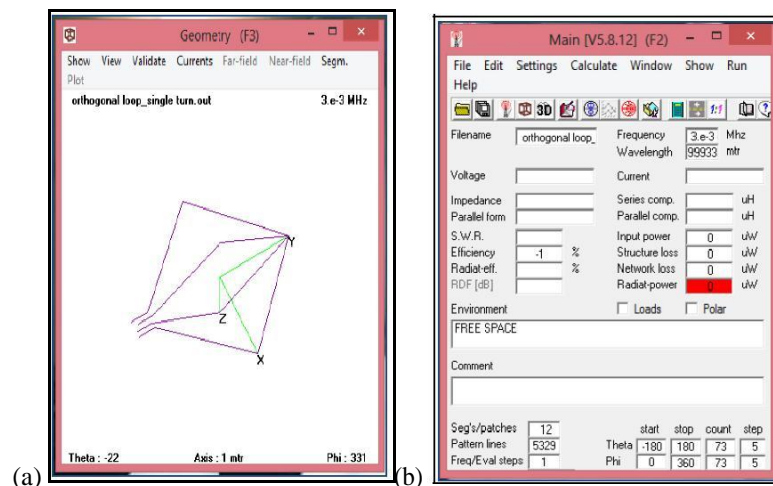 Geometry (F3)
Show View Validate Currents Far-field Near-field Segm.
Plot
orthogonal loop_single turn.out 3.e-3 MHz
Y
Z
X
Theta : -22 Axis : 1 mtr Phi : 331
(a)
Main [V5.8.12] (F2)
File Edit Settings Calculate Window Show Run
Help
3D 1:1
Filename orthogonal loop_ Frequency 3.e-3 Mhz
Wavelength 99933 mtr
Voltage Current
Impedance Series comp. uH
Parallel form Parallel comp. uH
S.W.R. Input power 0 uW
Efficiency -1 % Structure loss 0 uW
Radiat-eff. % Network loss 0 uW
RDF [dB] Radiat-power 0 uW
Environment Loads Polar
FREE SPACE
Comment
Seg's/patches 12 start stop count step
Pattern lines 5329 Theta -180 180 73 5
Freq/Eval steps 1 Phi 0 360 73 5
(b)